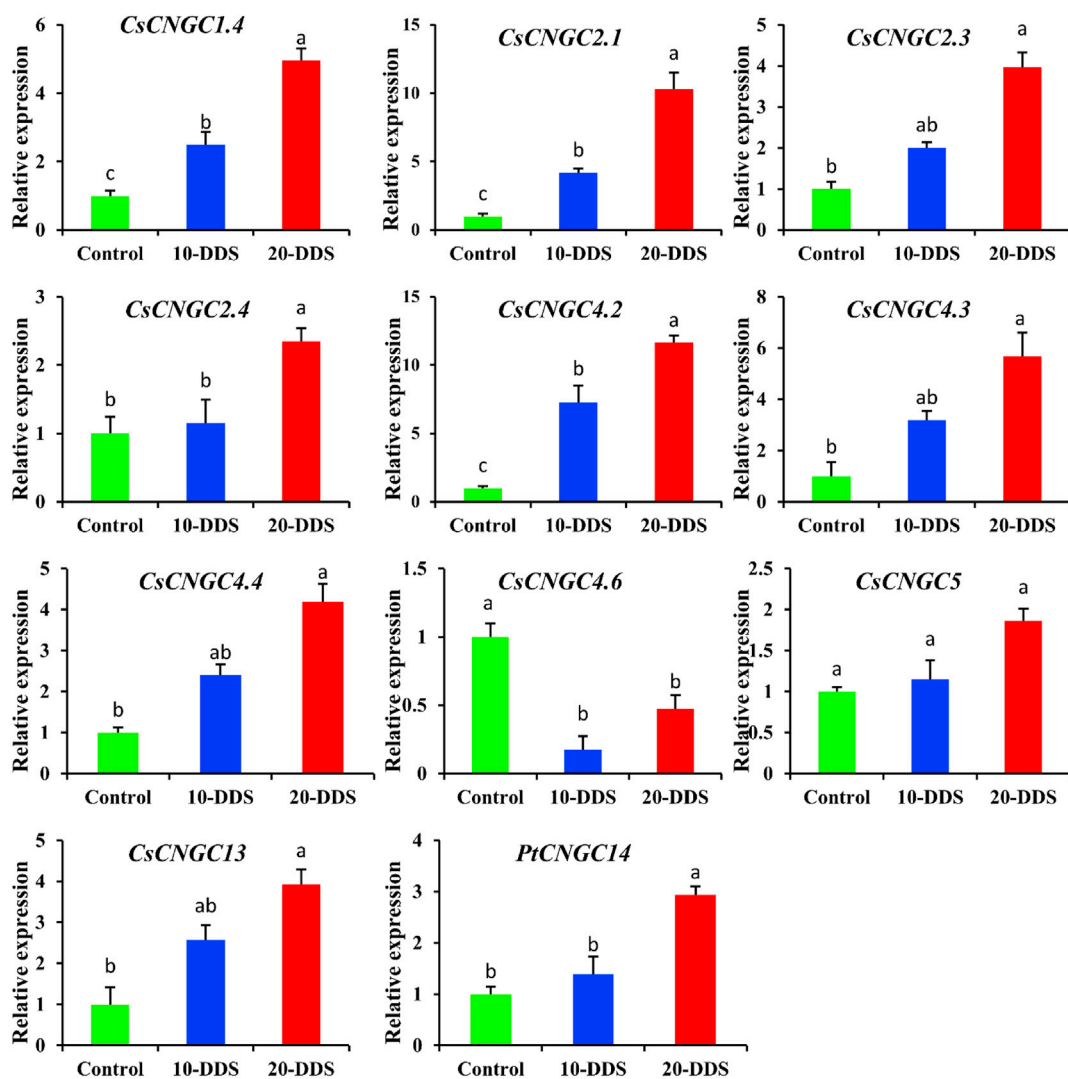 CsCNGC1.4
Relative expression
6
4
2
0
c
b
a
Control 10-DDS 20-DDS
CsCNGC2.1
Relative expression
15
10
5
0
c
b
a
Control 10-DDS 20-DDS
CsCNGC2.3
Relative expression
5
4
3
2
1
0
b
ab
a
Control 10-DDS 20-DDS
CsCNGC2.4
Relative expression
3
2
1
0
b
b
a
Control 10-DDS 20-DDS
CsCNGC4.2
Relative expression
15
10
5
0
c
b
a
Control 10-DDS 20-DDS
CsCNGC4.3
Relative expression
8
6
4
2
0
b
ab
a
Control 10-DDS 20-DDS
CsCNGC4.4
Relative expression
5
4
3
2
1
0
b
ab
a
Control 10-DDS 20-DDS
CsCNGC4.6
Relative expression
1.5
1
0.5
0
a
b
b
Control 10-DDS 20-DDS
CsCNGC5
Relative expression
2.5
2
1.5
1
0.5
0
a
a
a
Control 10-DDS 20-DDS
CsCNGC13
Relative expression
5
4
3
2
1
0
b
ab
a
Control 10-DDS 20-DDS
PtCNGC14
Relative expression
4
3
2
1
0
b
b
a
Control 10-DDS 20-DDS